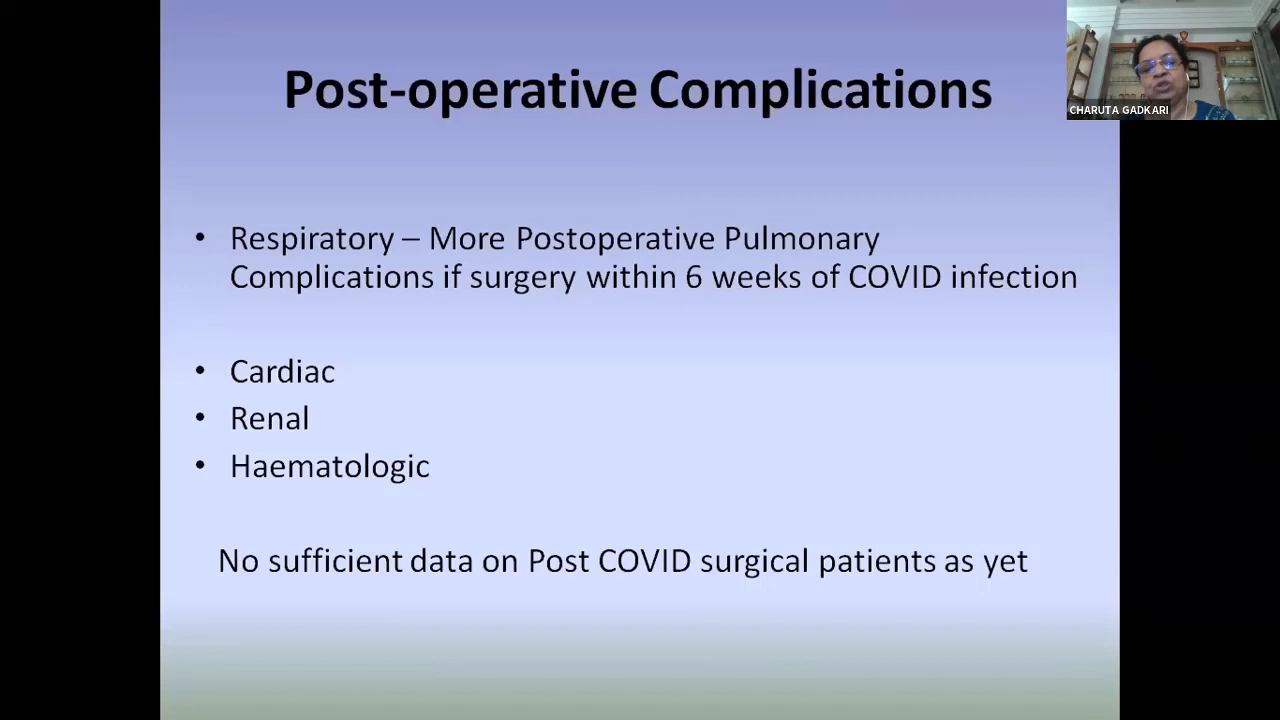 Post-operative Complications
CHARUTA GADKARI
• Respiratory – More Postoperative Pulmonary
Complications if surgery within 6 weeks of COVID infection
• Cardiac
• Renal
• Haematologic
No sufficient data on Post COVID surgical patients as yet